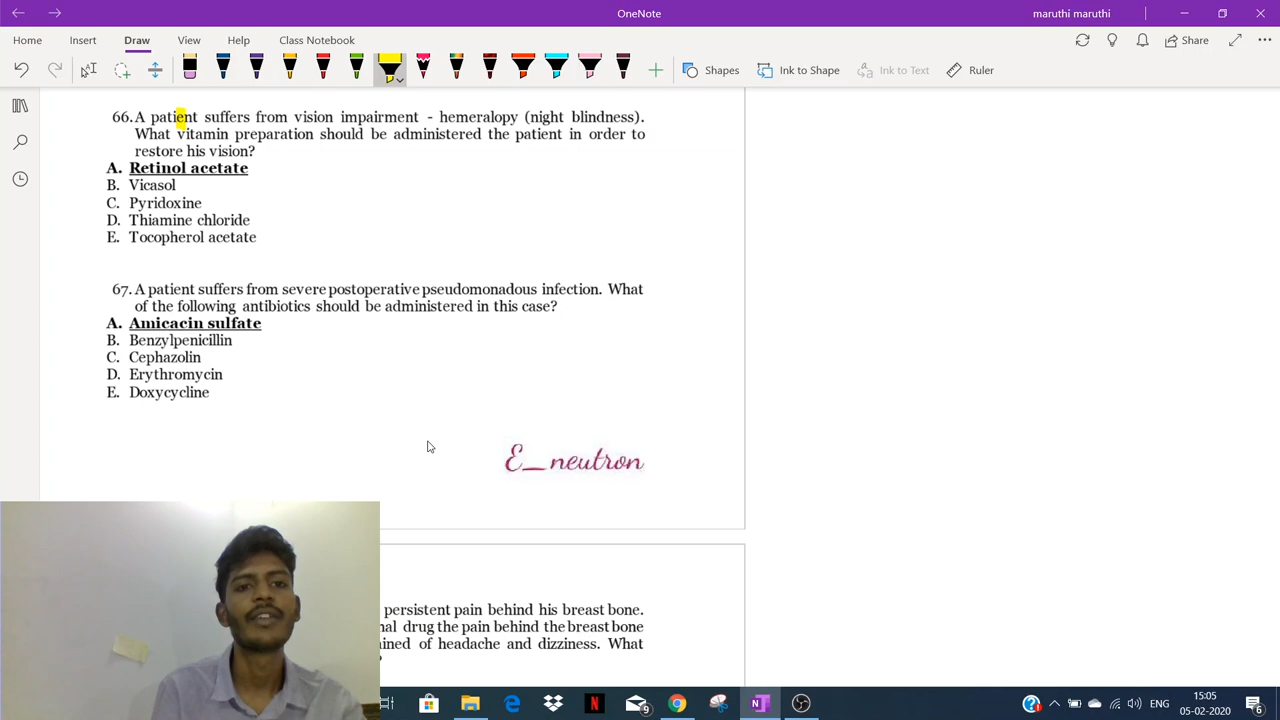 OneNote
maruthi maruthi
Home Insert Draw View Help Class Notebook
Share
Shapes Ink to Shape Ink to Text Ruler
66. A patient suffers from vision impairment - hemeralopy (night blindness).
What vitamin preparation should be administered the patient in order to
restore his vision?
A. Retinol acetate
B. Vicasol
C. Pyridoxine
D. Thiamine chloride
E. Tocopherol acetate
67. A patient suffers from severe postoperative pseudomonadous infection. What
of the following antibiotics should be administered in this case?
A. Amicacin sulfate
B. Benzylpenicillin
C. Cephazolin
D. Erythromycin
E. Doxycycline
E_neutron
persistent pain behind his breast bone.
drug the pain behind the breast bone
of headache and dizziness. What
?
9
N
ENG
15:05
05-02-2020
6